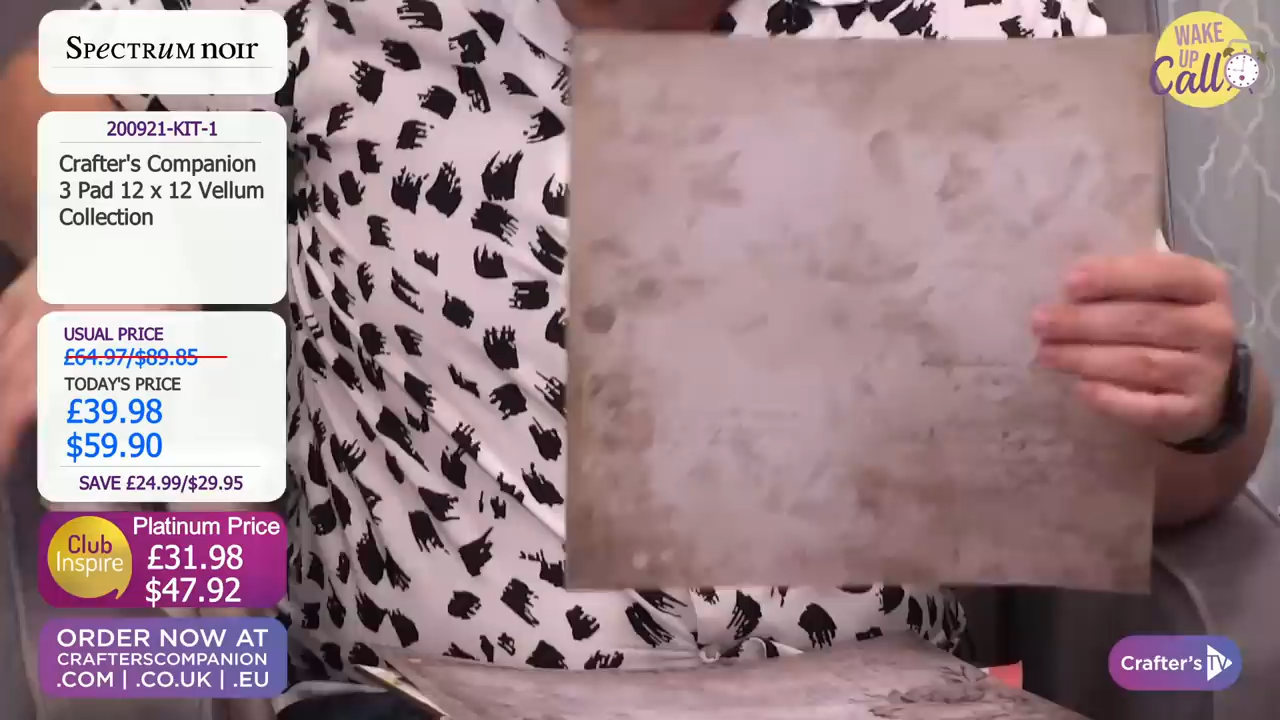 SPECTRUM NOIR
200921-KIT-1
Crafter's Companion
3 Pad 12 x 12 Vellum
Collection
USUAL PRICE
£64.97/$89.85
TODAY'S PRICE
£39.98
$59.90
SAVE £24.99/$29.95
Club
Inspire
Platinum Price
£31.98
$47.92
ORDER NOW AT
CRAFTERSCOMPANION
.COM | .CO.UK | .EU
WAKE
UP
Call
Crafter's TV